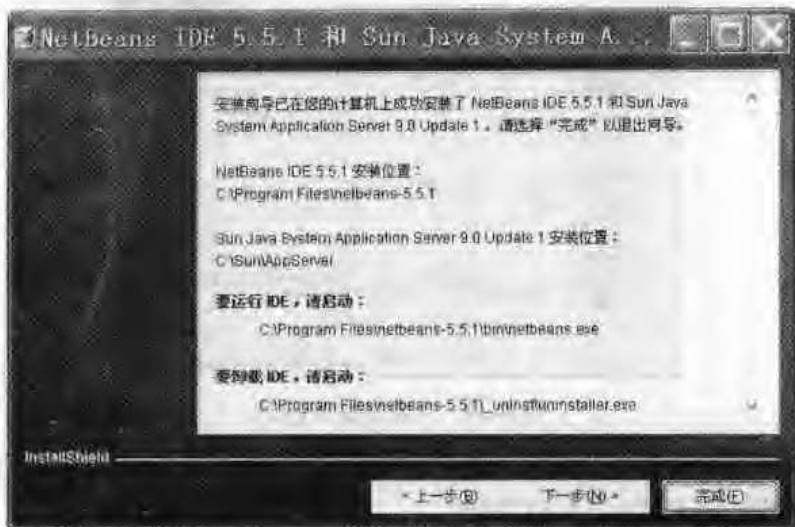 Netbeans IDE 5.5.1 和 Sun Java System A...
安装向导已在您的计算机上成功安装了 NetBeans IDE 5.5.1 和 Sun Java
System Application Server 9.0 Update 1 。请选择“完成”以退出向导。
NetBeans IDE 5.5.1 安装位置：
C:\Program Files\netbeans-5.5.1
Sun Java System Application Server 9.0 Update 1 安装位置：
C:\Sun\AppServer
要运行 IDE，请启动：
C:\Program Files\netbeans-5.5.1\bin\netbeans.exe
要卸载 IDE，请启动：
C:\Program Files\netbeans-5.5.1\_uninst\uninstaller.exe
InstallShield
< 上一步(B)
下一步(N) >
完成(F)